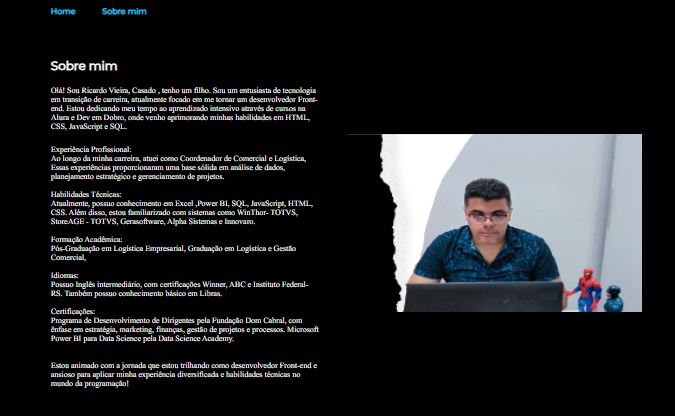 Home Sobre mim
Sobre mim
Olá! Sou Ricardo Vieira, Casado , tenho um filho. Sou um entusiasta de tecnologia
em transição de carreira, atualmente focado em me tornar um desenvolvedor Front-
end. Estou dedicando meu tempo ao aprendizado intensivo através de cursos na
Alura e Dev em Dobro, onde venho aprimorando minhas habilidades em HTML,
CSS, JavaScript e SQL.
Experiência Profissional:
Ao longo da minha carreira, atuei como Coordenador de Comercial e Logística,
Essas experiências proporcionaram uma base sólida em análise de dados,
planejamento estratégico e gerenciamento de projetos.
Habilidades Técnicas:
Atualmente, possuo conhecimento em Excel ,Power BI, SQL, JavaScript, HTML,
CSS. Além disso, estou familiarizado com sistemas como WinThor- TOTVS,
StoreAGE - TOTVS, Gerasoftware, Alpha Sistemas e Innovaro.
Formação Acadêmica:
Pós-Graduação em Logística Empresarial, Graduação em Logística e Gestão
Comercial,
Idiomas:
Possuo Inglês intermediário, com certificações Winner, ABC e Instituto Federal-
RS. Também possuo conhecimento básico em Libras.
Certificações:
Programa de Desenvolvimento de Dirigentes pela Fundação Dom Cabral, com
ênfase em estratégia, marketing, finanças, gestão de projetos e processos. Microsoft
Power BI para Data Science pela Data Science Academy.
Estou animado com a jornada que estou trilhando como desenvolvedor Front-end e
ansioso para aplicar minha experiência diversificada e habilidades técnicas no
mundo da programação!